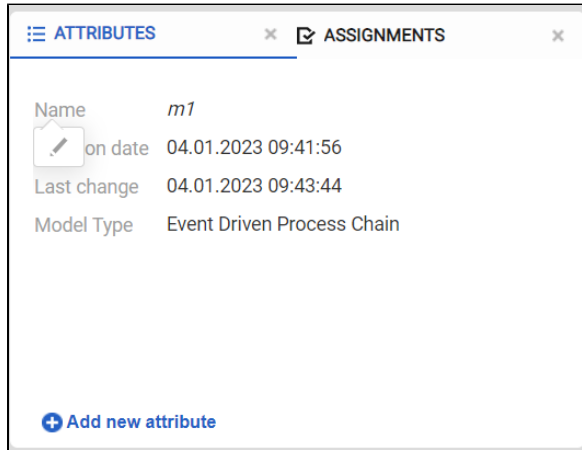 ATTRIBUTES
ASSIGNMENTS
Name m1
on date 04.01.2023 09:41:56
Last change 04.01.2023 09:43:44
Model Type Event Driven Process Chain
Add new attribute